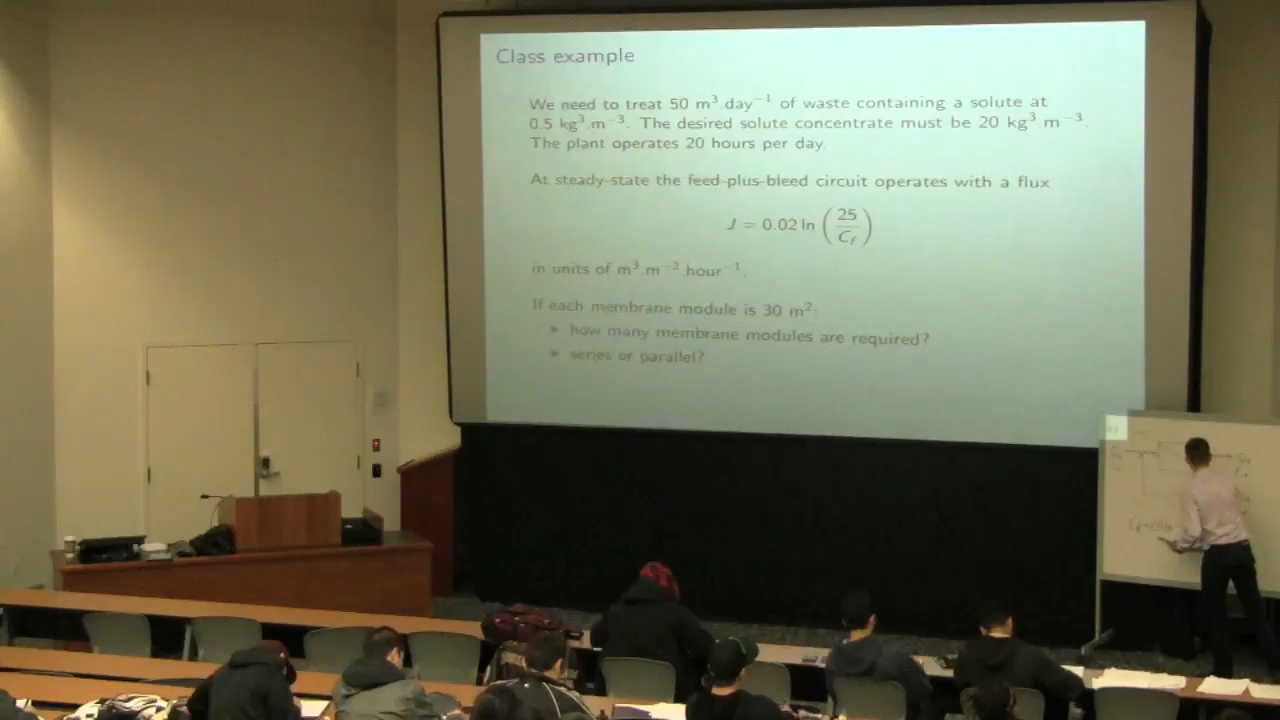 Class example
We need to treat 50 m³.day⁻¹ of waste containing a solute at
0.5 kg³.m⁻³. The desired solute concentrate must be 20 kg³ m⁻³.
The plant operates 20 hours per day.
At steady-state the feed-plus-bleed circuit operates with a flux
J = 0.02 ln (25/C_f)
in units of m³.m⁻².hour⁻¹.
If each membrane module is 30 m²:
► how many membrane modules are required?
► series or parallel?